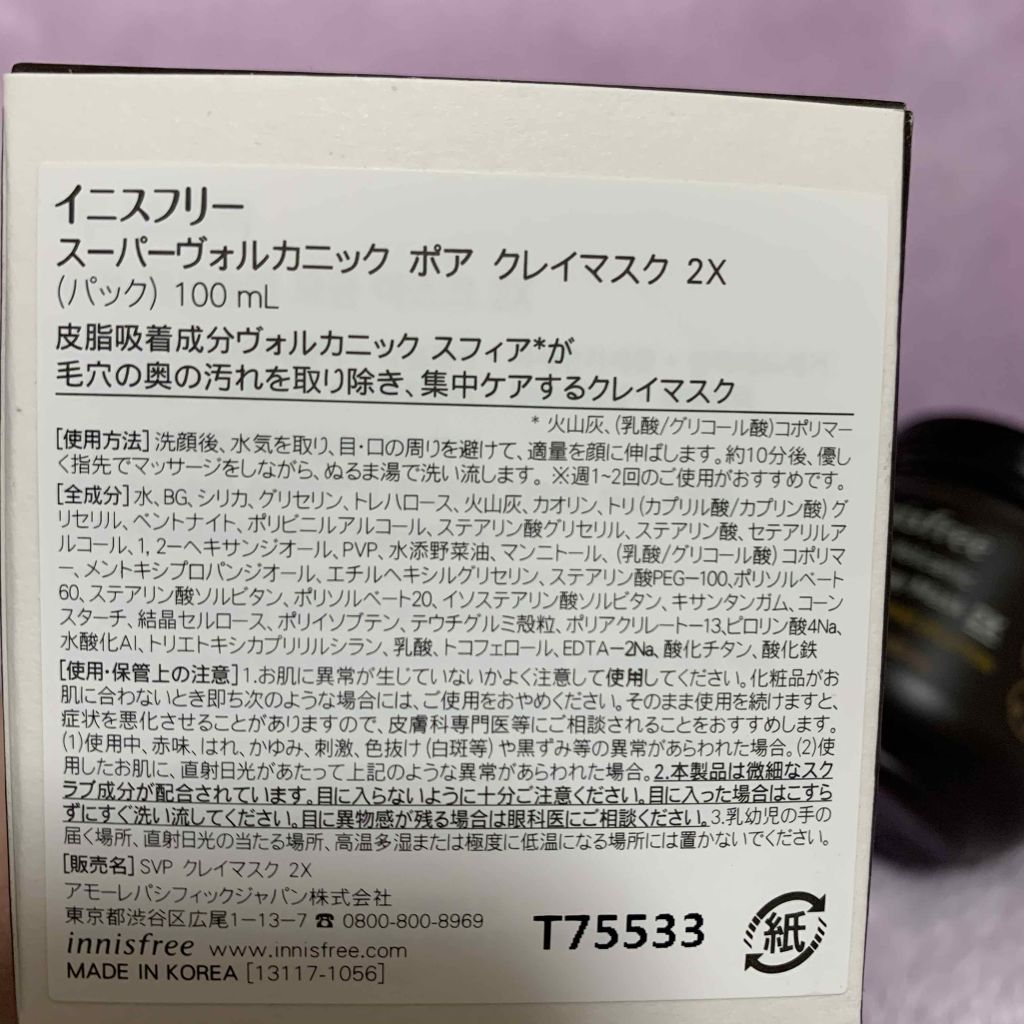 イニスフリー
スーパーヴォルカニック ポア クレイマスク 2X
(パック) 100 mL
皮脂吸着成分ヴォルカニック スフィア*が
毛穴の奥の汚れを取り除き、集中ケアするクレイマスク
* 火山灰、(乳酸/グリコール酸)コポリマー
[使用方法] 洗顔後、水気を取り、目・口の周りを避けて、適量を顔に伸ばします。約10分後、優し
く指先でマッサージをしながら、ぬるま湯で洗い流します。 ※週1~2回のご使用がおすすめです。
[全成分] 水、BG、シリカ、グリセリン、トレハロース、火山灰、カオリン、トリ(カプリル酸/カプリン酸)グ
リセリル、ベントナイト、ポリビニルアルコール、ステアリン酸グリセリル、ステアリン酸、セテアリルア
ルコール、1, 2-ヘキサンジオール、PVP、水添野菜油、マンニトール、(乳酸/グリコール酸)コポリマ
ー、メントキシプロパンジオール、エチルヘキシルグリセリン、ステアリン酸PEG-100、ポリソルベート
60、ステアリン酸ソルビタン、ポリソルベート20、イソステアリン酸ソルビタン、キサンタンガム、コーン
スターチ、結晶セルロース、ポリイソブテン、テウチグルミ殻粒、ポリアクリレート-13、ピロリン酸4Na、
水酸化Al、トリエトキシカプリリルシラン、乳酸、トコフェロール、EDTA-2Na、酸化チタン、酸化鉄
[使用・保管上の注意] 1.お肌に異常が生じていないかよく注意して使用してください。化粧品がお
肌に合わないとき即ち次のような場合には、ご使用をおやめください。そのまま使用を続けますと、
症状を悪化させることがありますので、皮膚科専門医等にご相談されることをおすすめします。
(1)使用中、赤味、はれ、かゆみ、刺激、色抜け(白斑等)や黒ずみ等の異常があらわれた場合。(2)使
用したお肌に、直射日光があたって上記のような異常があらわれた場合。2.本製品は微細なスク
ラブ成分が配合されています。目に入らないように十分ご注意ください。目に入った場合はこすら
ずにすぐ洗い流してください。目に異物感が残る場合は眼科医にご相談ください。3.乳幼児の手の
届く場所、直射日光の当たる場所、高温多湿または極度に低温になる場所には置かないでください。
[販売名] SVP クレイマスク 2X
アモーレパシフィックジャパン株式会社
東京都渋谷区広尾1-13-7 ☎ 0800-800-8969
innisfree www.innisfree.com
MADE IN KOREA [13117-1056]
T75533
紙